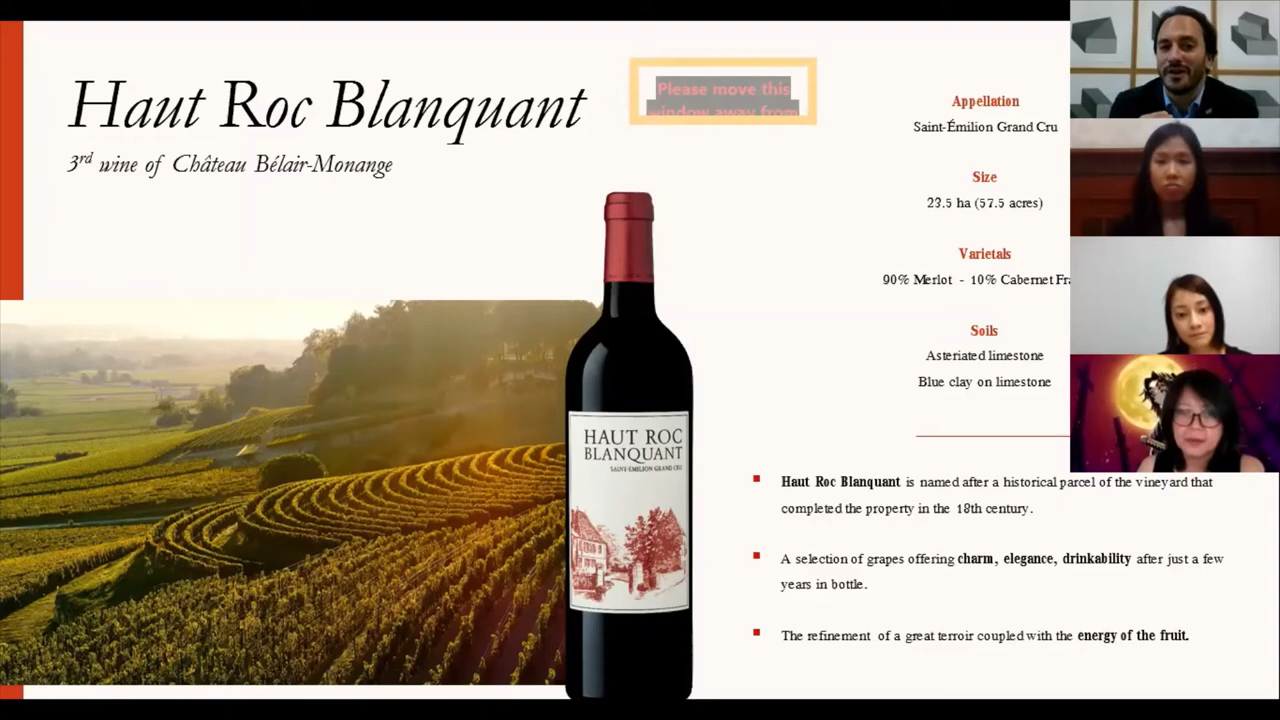 Haut Roc Blanquant
3rd wine of Château Bélair-Monange
Please move this
window away from
Appellation
Saint-Émilion Grand Cru
Size
23.5 ha (57.5 acres)
Varietals
90% Merlot - 10% Cabernet Fra
Soils
Asteriated limestone
Blue clay on limestone
HAUT ROC
BLANQUANT
SAINT-EMILION GRAND CRU
Haut Roc Blanquant is named after a historical parcel of the vineyard that
completed the property in the 18th century.
A selection of grapes offering charm, elegance, drinkability after just a few
years in bottle.
The refinement of a great terroir coupled with the energy of the fruit.